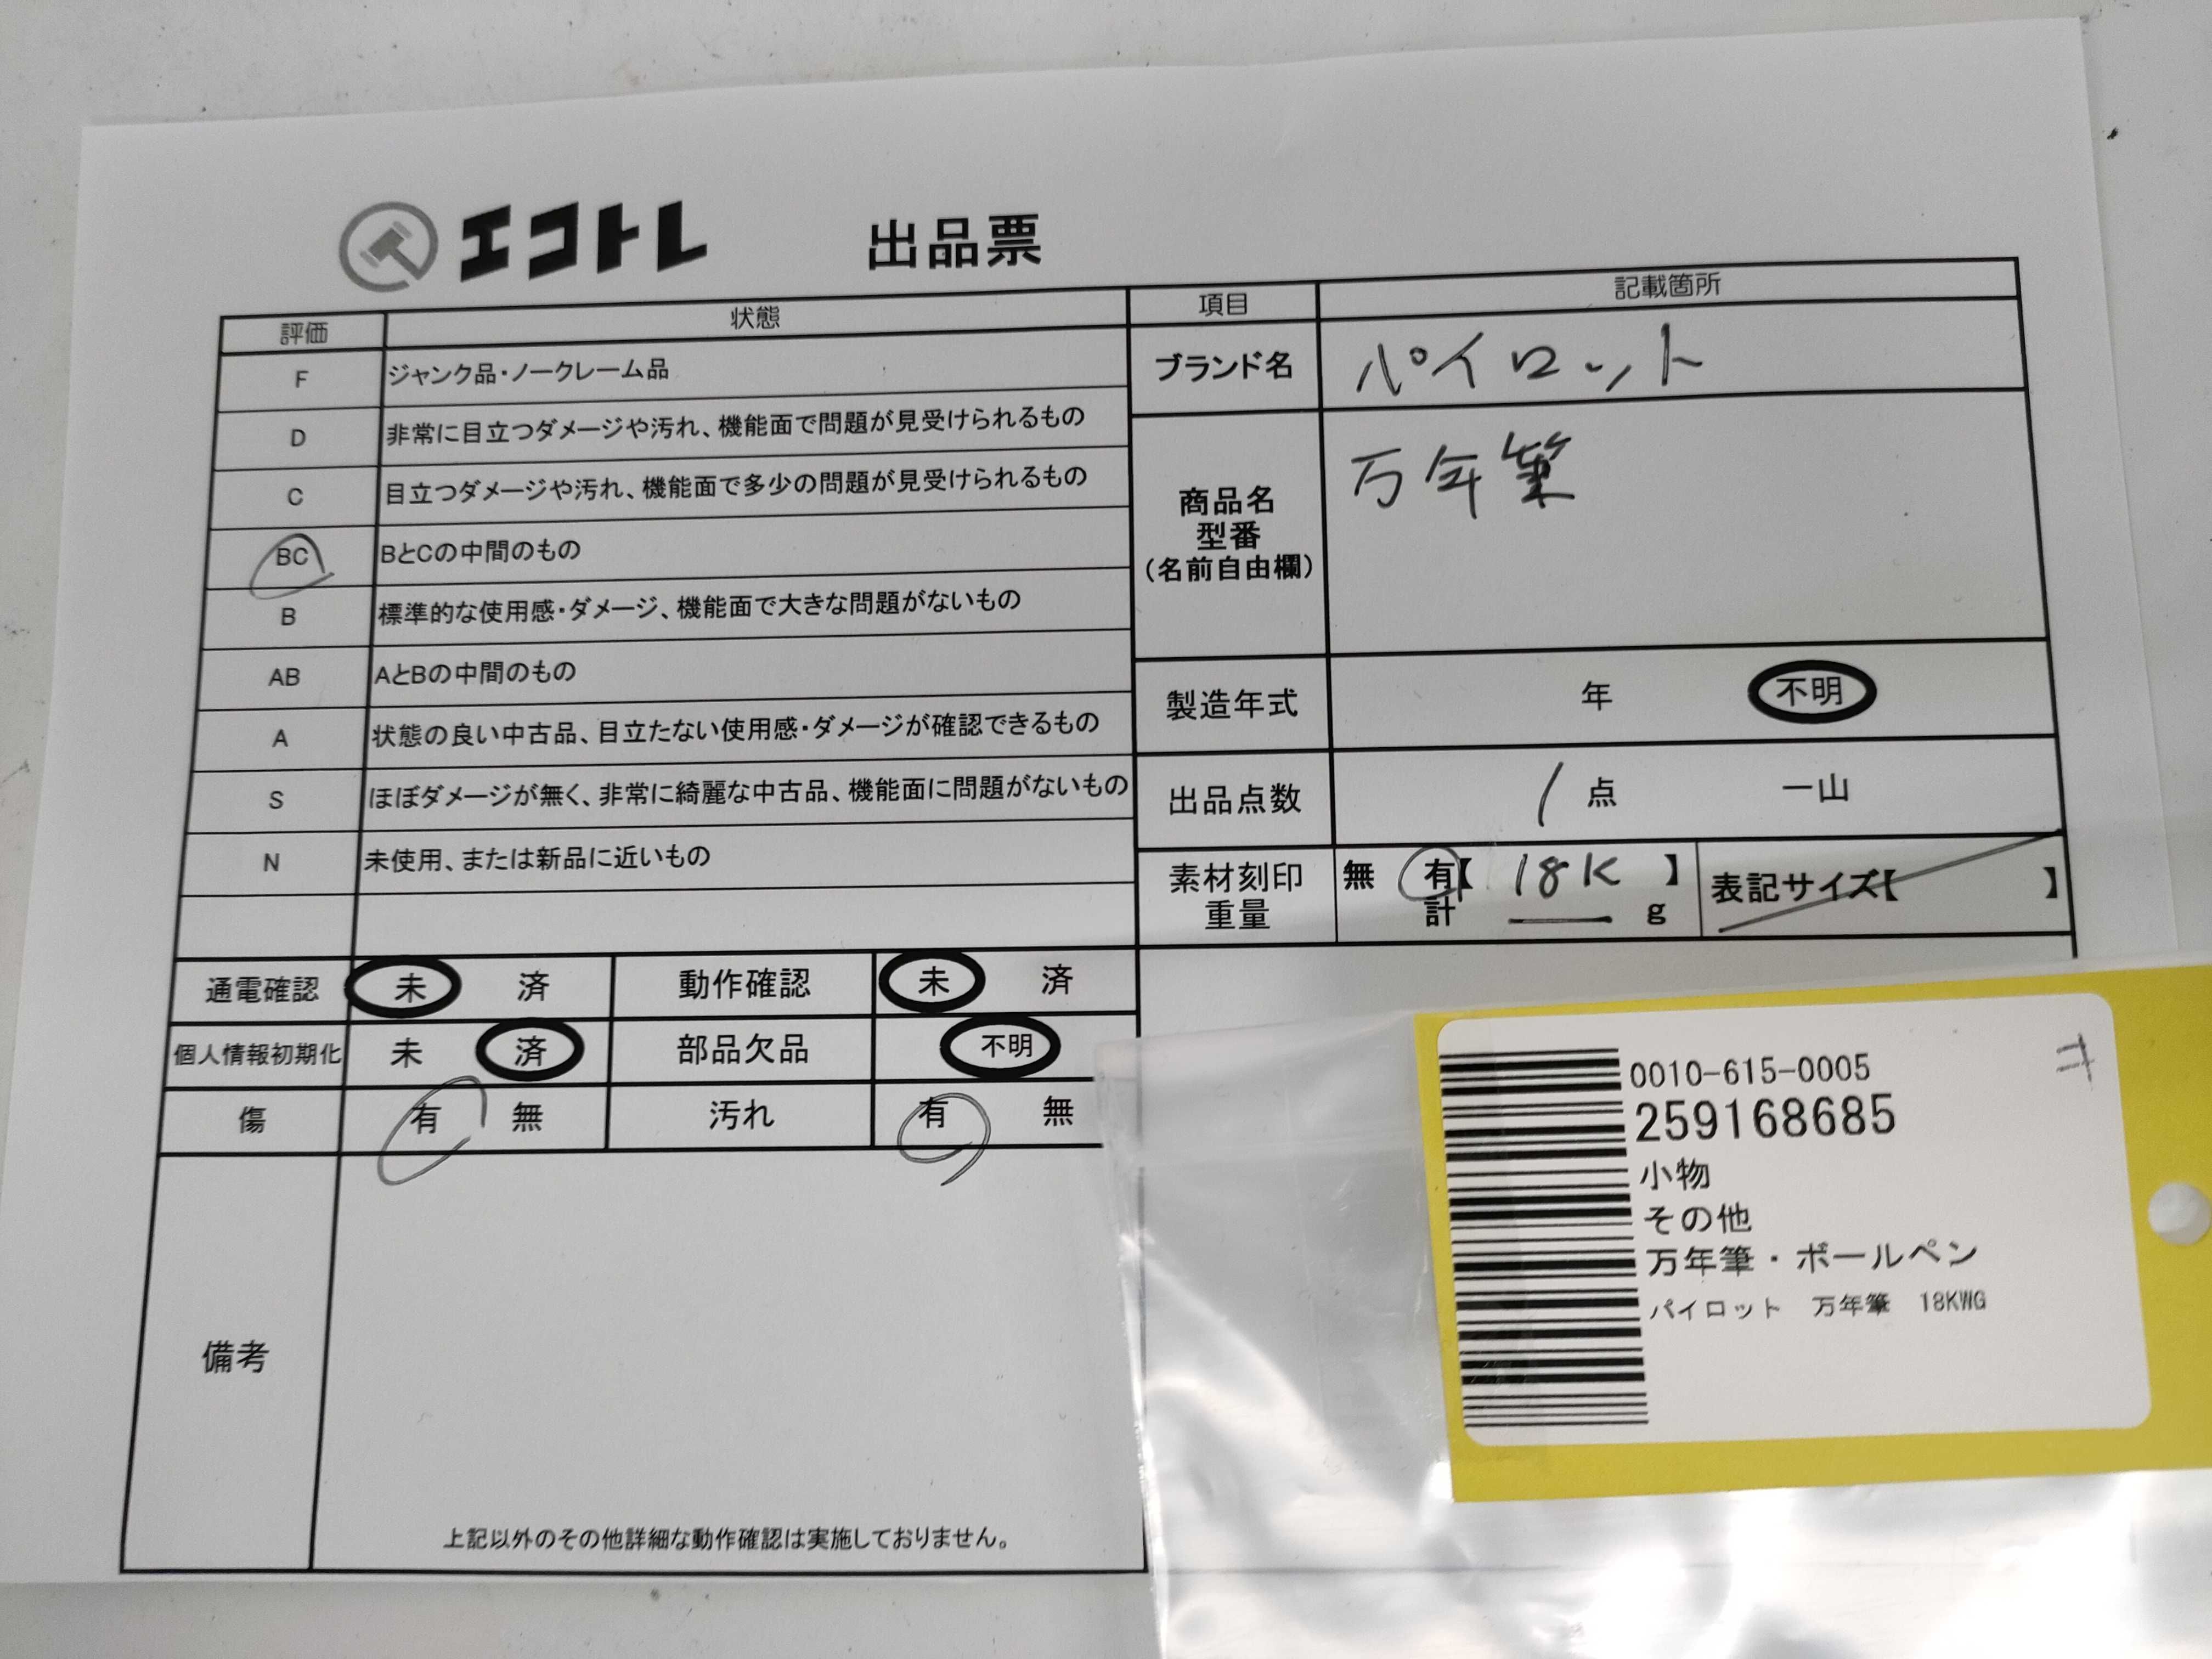 エコトレ 出品票
評価 状態
F ジャンク品・ノークレーム品
D 非常に目立つダメージや汚れ、機能面で問題が見受けられるもの
C 目立つダメージや汚れ、機能面で多少の問題が見受けられるもの
BC BとCの中間のもの
B 標準的な使用感・ダメージ、機能面で大きな問題がないもの
AB AとBの中間のもの
A 状態の良い中古品、目立たない使用感・ダメージが確認できるもの
S ほぼダメージが無く、非常に綺麗な中古品、機能面に問題がないもの
N 未使用、または新品に近いもの
項目 記載箇所
ブランド名 パイロット
商品名
型番
(名前自由欄)
万年筆
製造年式 年 不明
出品点数 1 点 一山
素材刻印 無 有【 18K 】 表記サイズ【 】
重量 計 g
通電確認 未 済 動作確認 未 済
個人情報初期化 未 済 部品欠品 不明
傷 有 無 汚れ 有 無
備考
上記以外のその他詳細な動作確認は実施しておりません。
0010-615-0005
259168685
小物
その他
万年筆・ボールペン
パイロット 万年筆 18KWG